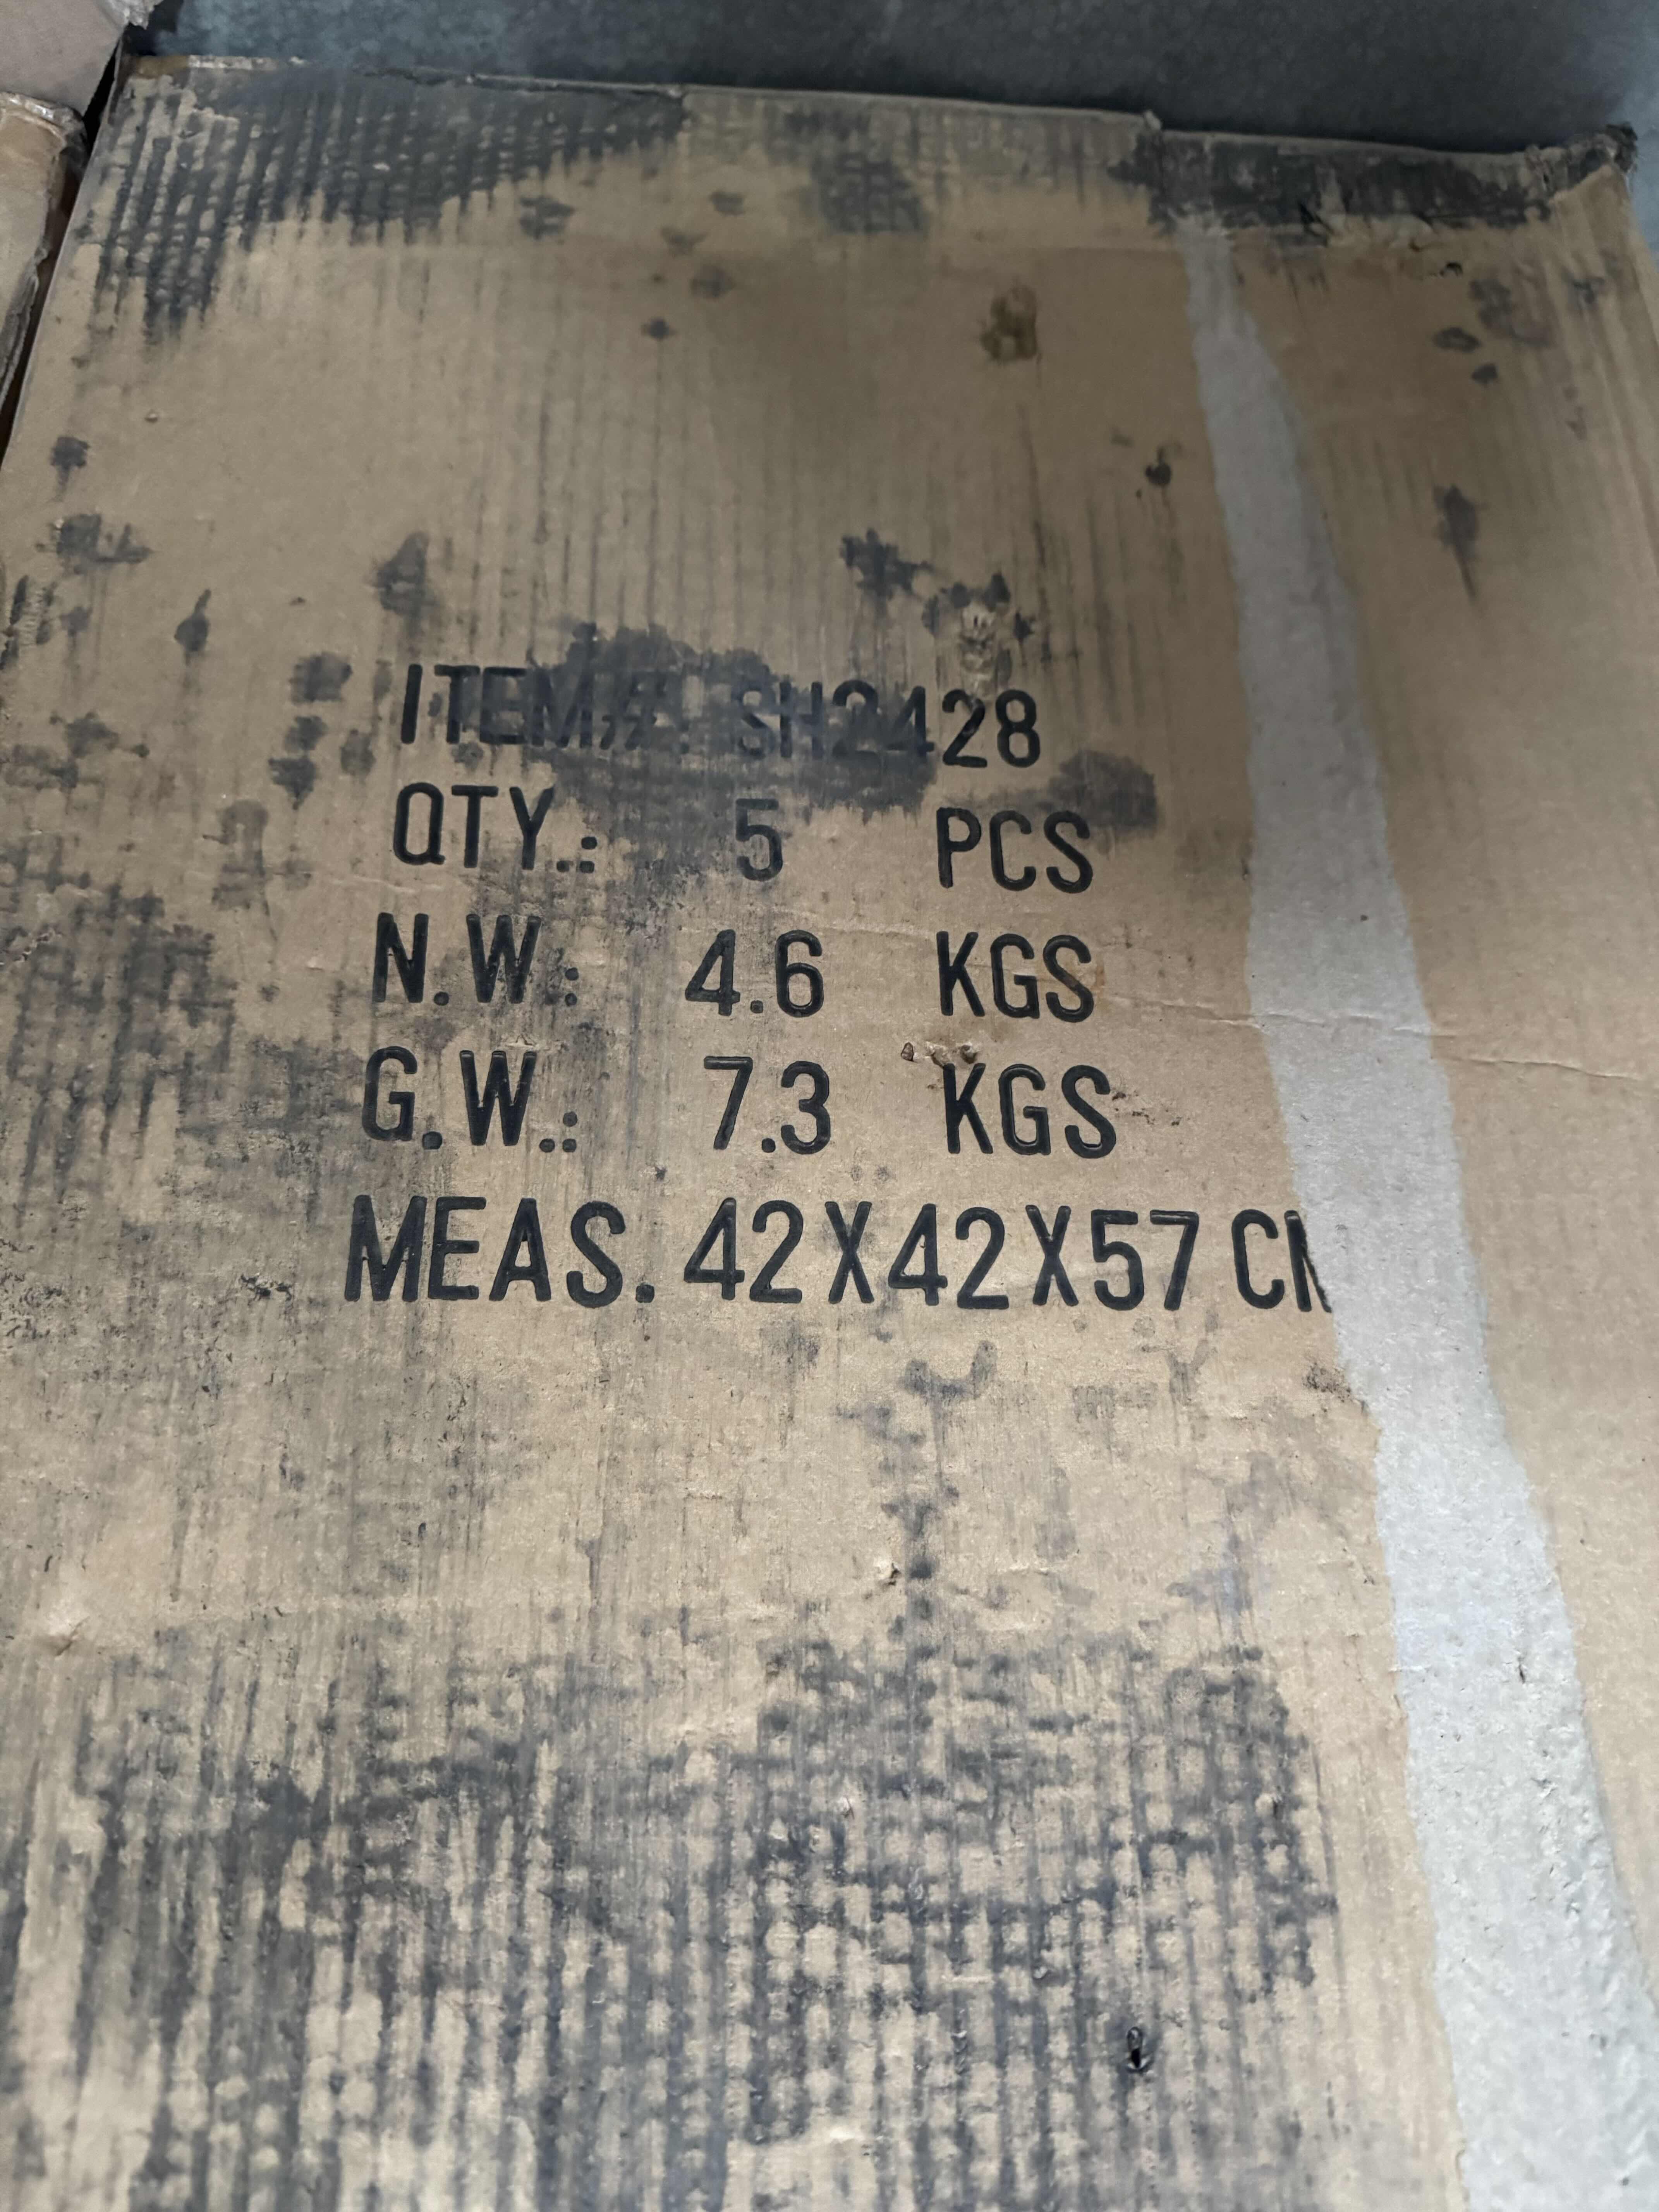 ITEM#: SH2428
QTY.: 5 PCS
N.W.: 4.6 KGS
G.W.: 7.3 KGS
MEAS. 42X42X57 CM